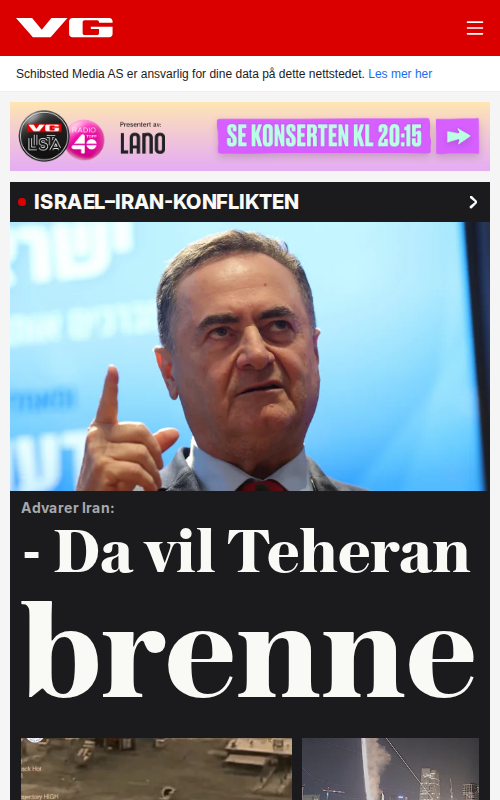 VG
Schibsted Media AS er ansvarlig for dine data på dette nettstedet. Les mer her
VG
LISTA
RADIO
TOPP
40
Presentert av:
LANO
SE KONSERTEN KL 20:15
ISRAEL–IRAN-KONFLIKTEN
Advarer Iran:
- Da vil Teheran
brenne